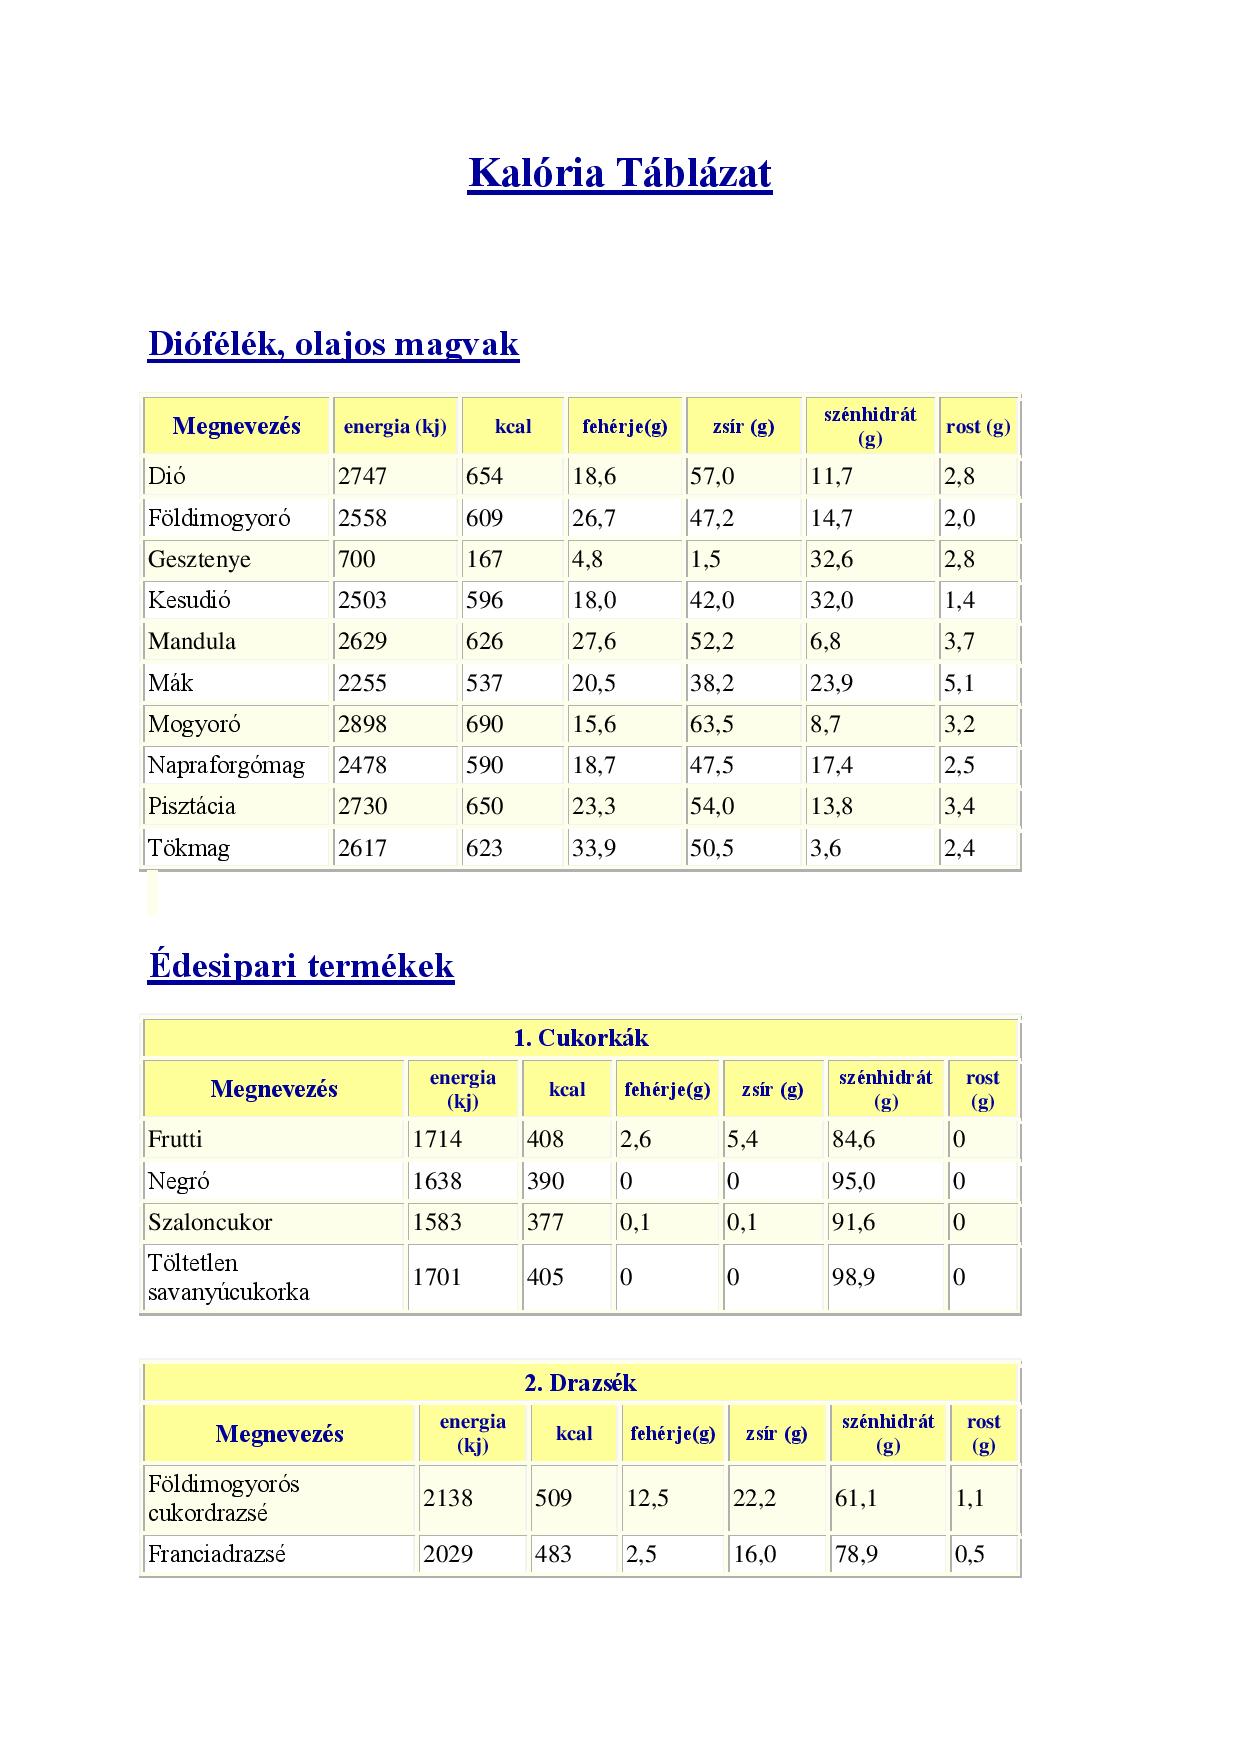 Kalória Táblázat
Diófélék, olajos magvak
Megnevezés energia (kj) kcal fehérje(g) zsír (g) szénhidrát (g) rost (g)
Dió 2747 654 18,6 57,0 11,7 2,8
Földimogyoró 2558 609 26,7 47,2 14,7 2,0
Gesztenye 700 167 4,8 1,5 32,6 2,8
Kesudió 2503 596 18,0 42,0 32,0 1,4
Mandula 2629 626 27,6 52,2 6,8 3,7
Mák 2255 537 20,5 38,2 23,9 5,1
Mogyoró 2898 690 15,6 63,5 8,7 3,2
Napraforgómag 2478 590 18,7 47,5 17,4 2,5
Pisztácia 2730 650 23,3 54,0 13,8 3,4
Tökmag 2617 623 33,9 50,5 3,6 2,4
Édesipari termékek
1. Cukorkák
Megnevezés energia (kj) kcal fehérje(g) zsír (g) szénhidrát (g) rost (g)
Frutti 1714 408 2,6 5,4 84,6 0
Negró 1638 390 0 0 95,0 0
Szaloncukor 1583 377 0,1 0,1 91,6 0
Töltetlen savanyúcukorka 1701 405 0 0 98,9 0
2. Drazsék
Megnevezés energia (kj) kcal fehérje(g) zsír (g) szénhidrát (g) rost (g)
Földimogyorós cukordrazsé 2138 509 12,5 22,2 61,1 1,1
Franciadrazsé 2029 483 2,5 16,0 78,9 0,5